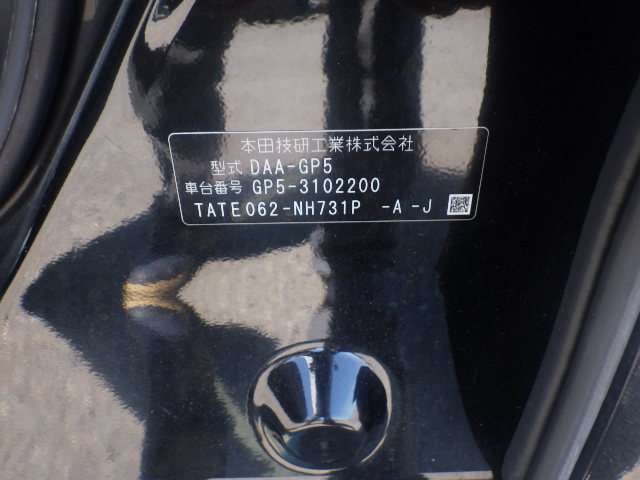 本田技研工業株式会社
型式 DAA-GP5
車台番号 GP5-3102200
TATE062-NH731P -A -J